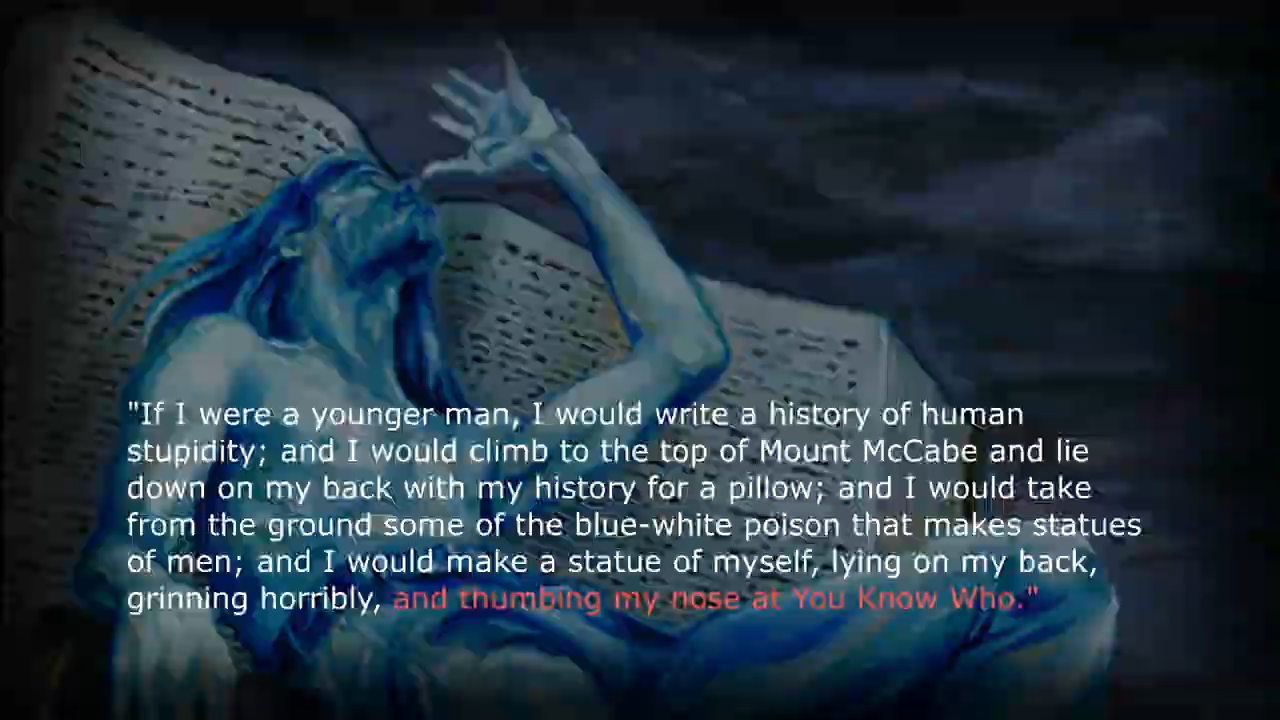 "If I were a younger man, I would write a history of human
stupidity; and I would climb to the top of Mount McCabe and lie
down on my back with my history for a pillow; and I would take
from the ground some of the blue-white poison that makes statues
of men; and I would make a statue of myself, lying on my back,
grinning horribly, and thumbing my nose at You Know Who."